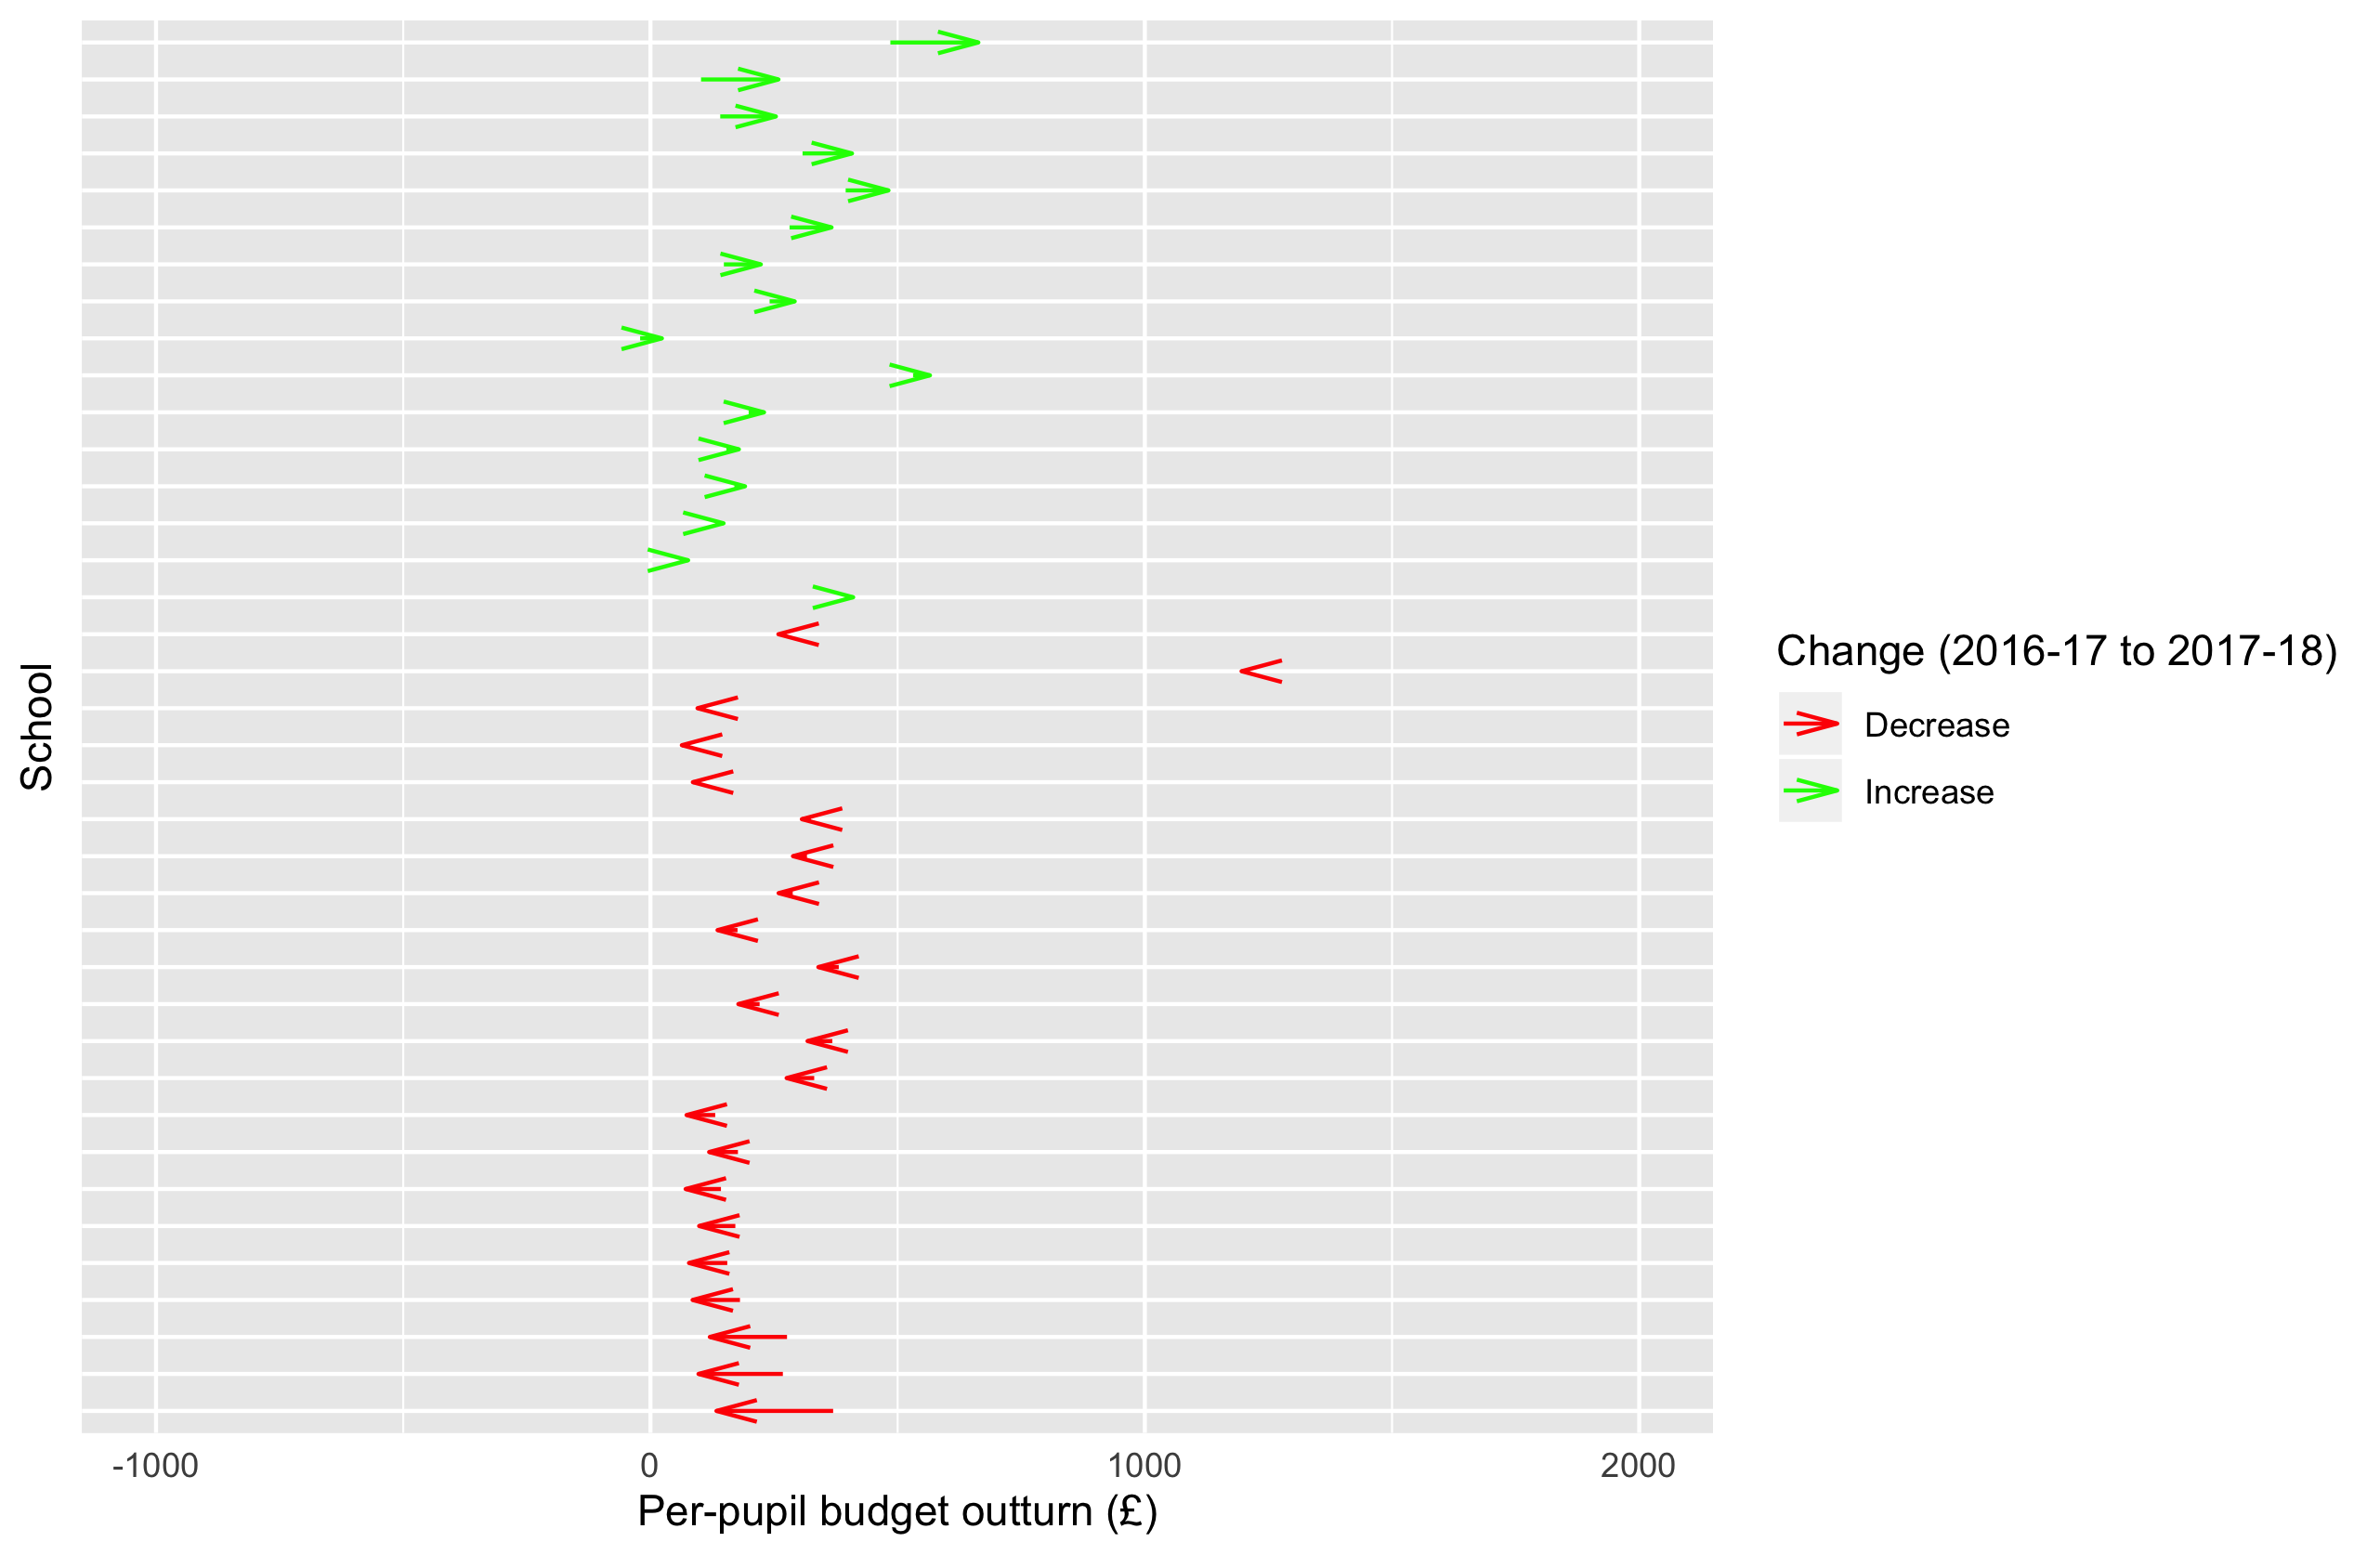 School
Change (2016-17 to 2017-18)
Decrease
Increase
-1000
0
1000
2000
Per-pupil budget outturn (£)